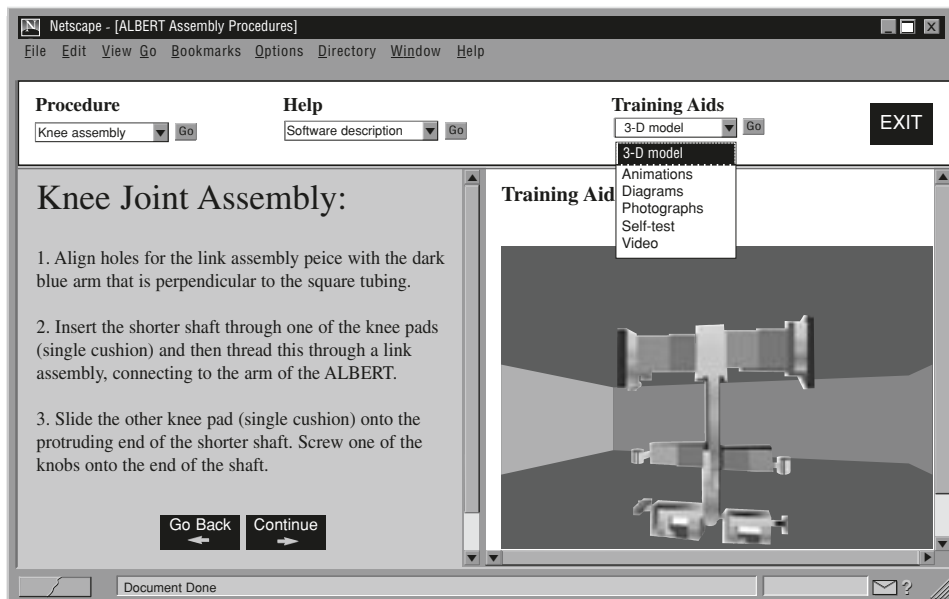 Netscape - [ALBERT Assembly Procedures]
File Edit View Go Bookmarks Options Directory Window Help
Procedure
Knee assembly Go
Help
Software description Go
Training Aids
3-D model Go
3-D model
Animations
Diagrams
Photographs
Self-test
Video
EXIT
Knee Joint Assembly:
1. Align holes for the link assembly peice with the dark
blue arm that is perpendicular to the square tubing.
2. Insert the shorter shaft through one of the knee pads
(single cushion) and then thread this through a link
assembly, connecting to the arm of the ALBERT.
3. Slide the other knee pad (single cushion) onto the
protruding end of the shorter shaft. Screw one of the
knobs onto the end of the shaft.
Go Back Continue
Training Aid
Document Done
?